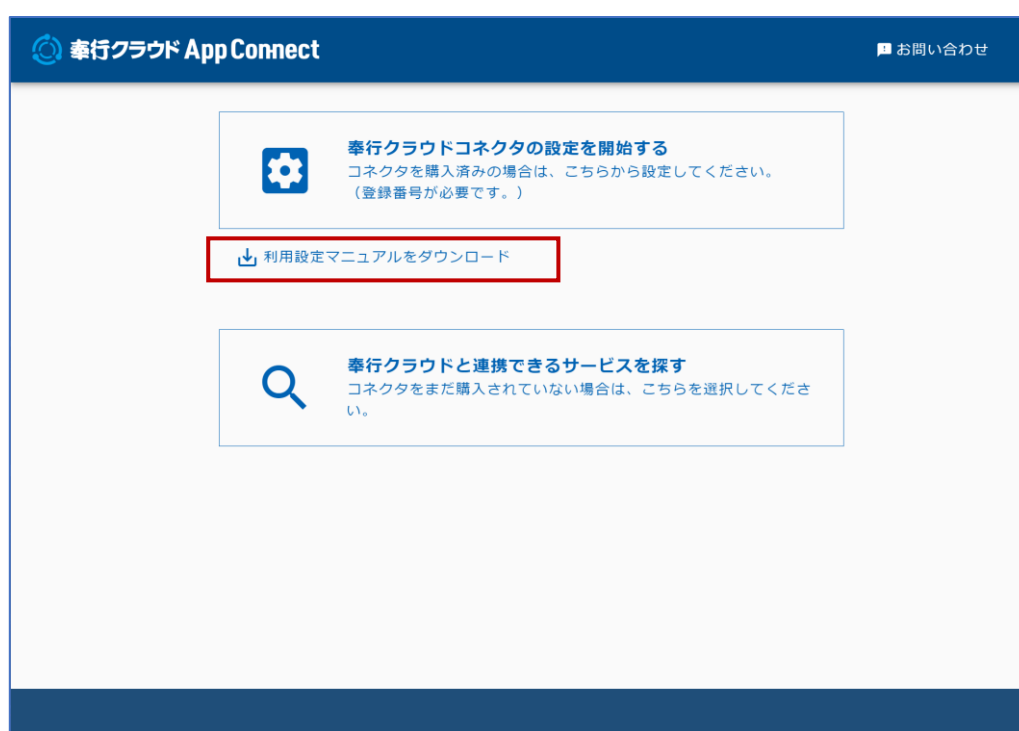 奉行クラウド App Connect
お問い合わせ
奉行クラウドコネクタの設定を開始する
コネクタを購入済みの場合は、こちらから設定してください。
（登録番号が必要です。）
利用設定マニュアルをダウンロード
奉行クラウドと連携できるサービスを探す
コネクタをまだ購入されていない場合は、こちらを選択してくださ
い。